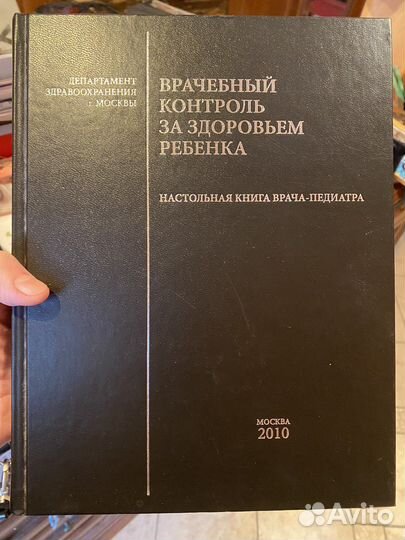 ДЕПАРТАМЕНТ
ЗДРАВООХРАНЕНИЯ
г. МОСКВЫ
ВРАЧЕБНЫЙ
КОНТРОЛЬ
ЗА ЗДОРОВЬЕМ
РЕБЕНКА
НАСТОЛЬНАЯ КНИГА ВРАЧА-ПЕДИАТРА
МОСКВА
2010
Avito